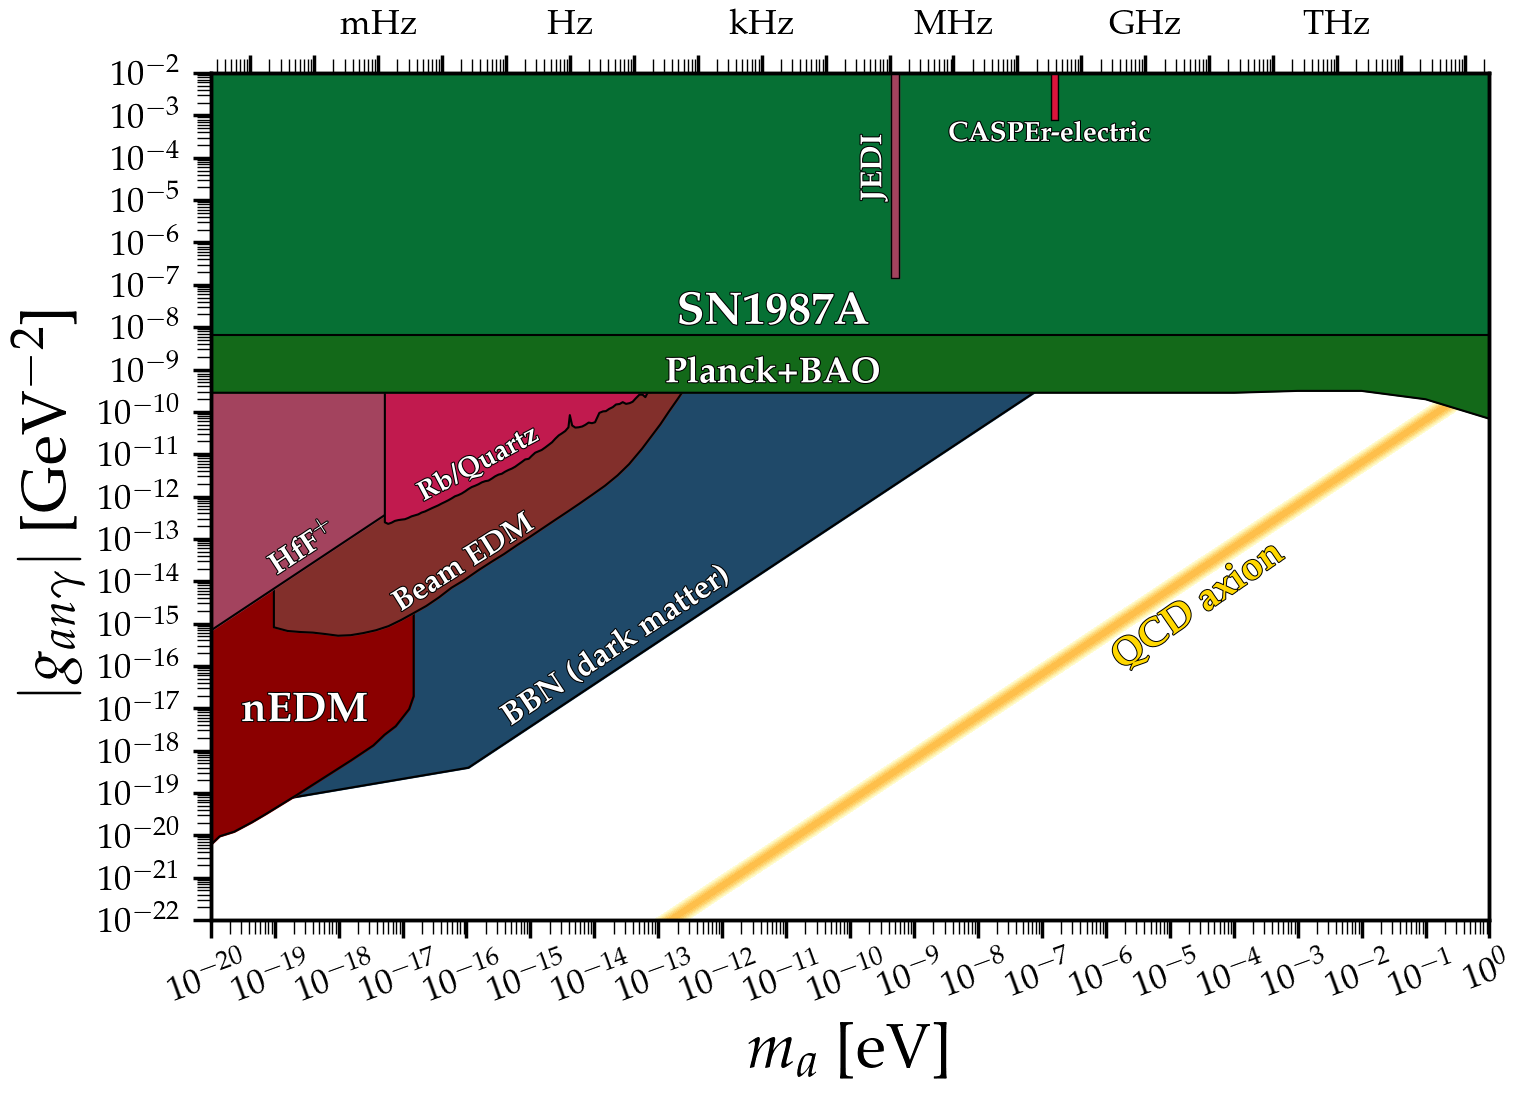 mHz Hz kHz MHz GHz THz
10⁻²
10⁻³
10⁻⁴
10⁻⁵
10⁻⁶
10⁻⁷
10⁻⁸
10⁻⁹
10⁻¹⁰
10⁻¹¹
10⁻¹²
10⁻¹³
10⁻¹⁴
10⁻¹⁵
10⁻¹⁶
10⁻¹⁷
10⁻¹⁸
10⁻¹⁹
10⁻²⁰
10⁻²¹
10⁻²²
|g_{anγ}| [GeV⁻²]
CASPEr-electric
JEDI
SN1987A
Planck+BAO
Rb/Quartz
HfF⁺
Beam EDM
BBN (dark matter)
QCD axion
nEDM
10⁻²⁰ 10⁻¹⁹ 10⁻¹⁸ 10⁻¹⁷ 10⁻¹⁶ 10⁻¹⁵ 10⁻¹⁴ 10⁻¹³ 10⁻¹² 10⁻¹¹ 10⁻¹⁰ 10⁻⁹ 10⁻⁸ 10⁻⁷ 10⁻⁶ 10⁻⁵ 10⁻⁴ 10⁻³ 10⁻² 10⁻¹ 10⁰
mₐ [eV]